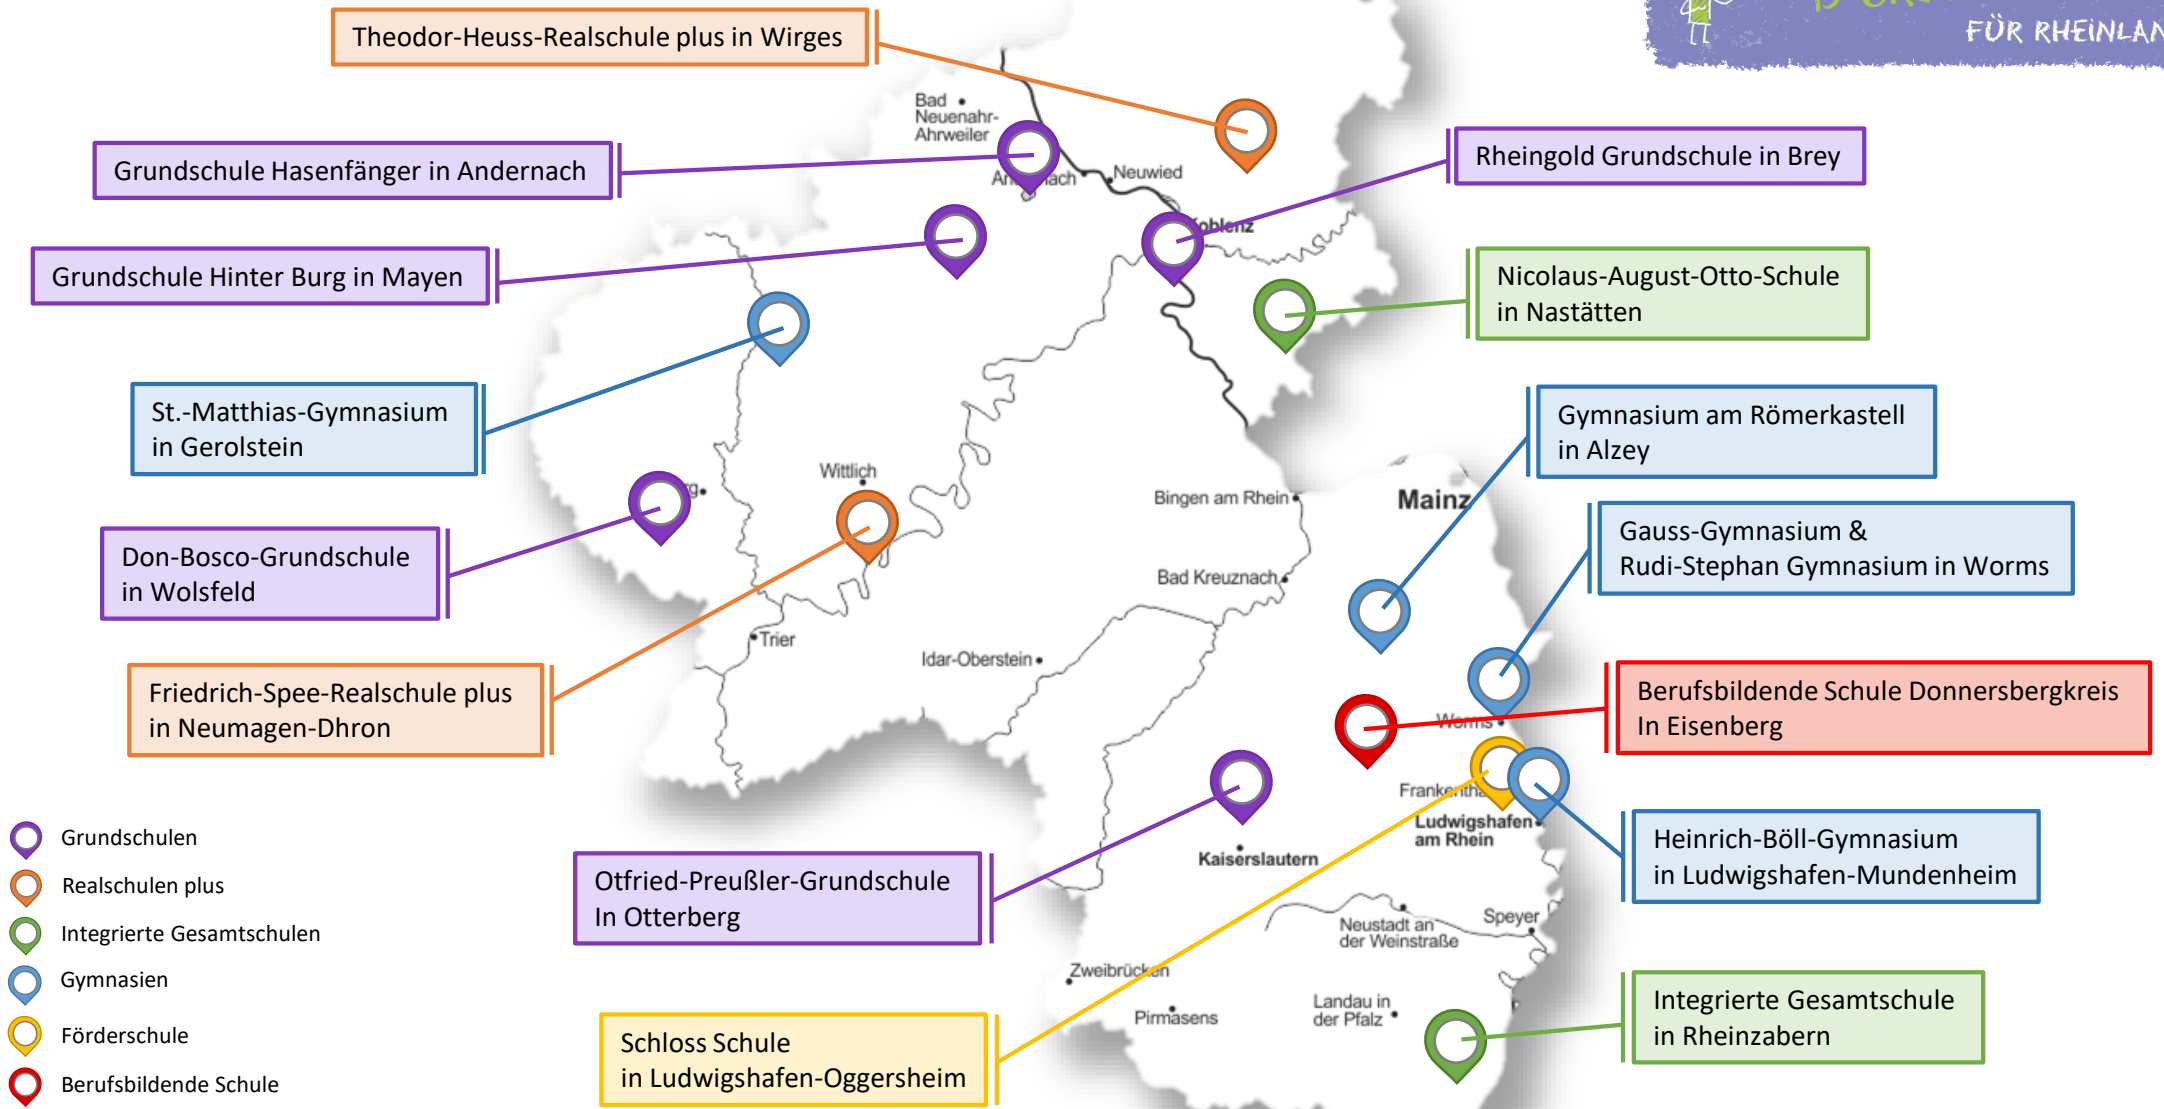 FÜR RHEINLAN
Theodor-Heuss-Realschule plus in Wirges
Bad
Neuenahr-
Ahrweiler
Grundschule Hasenfänger in Andernach
Neuwied
Rheingold Grundschule in Brey
Grundschule Hinter Burg in Mayen
Nicolaus-August-Otto-Schule
in Nastätten
St.-Matthias-Gymnasium
in Gerolstein
Gymnasium am Römerkastell
in Alzey
Wittlich
Bingen am Rhein
Mainz
Don-Bosco-Grundschule
in Wolsfeld
Gauss-Gymnasium &
Rudi-Stephan Gymnasium in Worms
Bad Kreuznach
Trier
Idar-Oberstein
Friedrich-Spee-Realschule plus
in Neumagen-Dhron
Berufsbildende Schule Donnersbergkreis
In Eisenberg
Worms
Ludwigshafen
am Rhein
Kaiserslautern
Heinrich-Böll-Gymnasium
in Ludwigshafen-Mundenheim
Otfried-Preußler-Grundschule
In Otterberg
Neustadt an
der Weinstraße
Speyer
Zweibrücken
Pirmasens
Landau in
der Pfalz
Integrierte Gesamtschule
in Rheinzabern
Schloss Schule
in Ludwigshafen-Oggersheim
Grundschulen
Realschulen plus
Integrierte Gesamtschulen
Gymnasien
Förderschule
Berufsbildende Schule